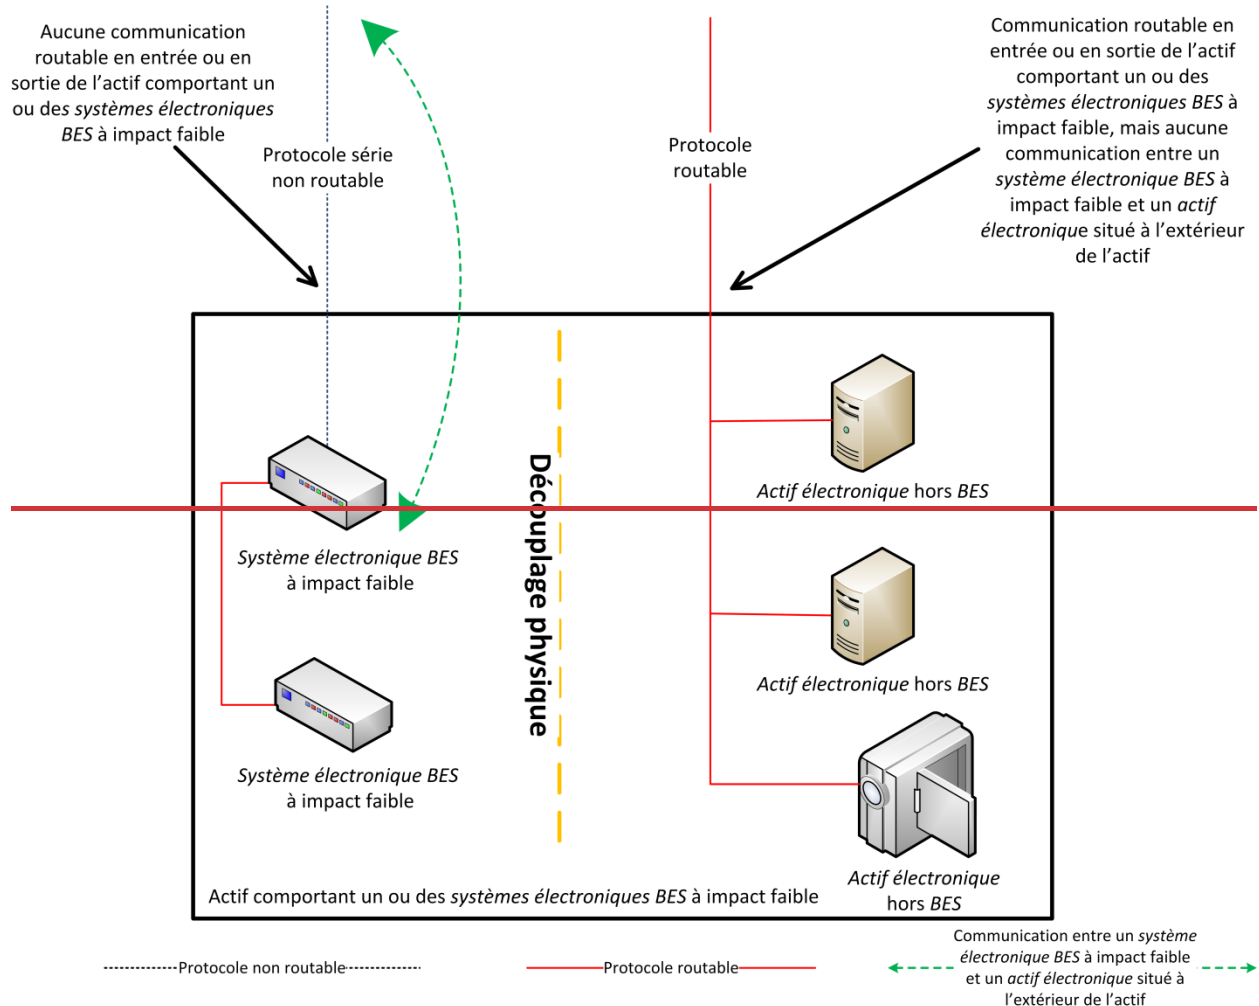 Aucune communication
routable en entrée ou en
sortie de l’actif comportant un
ou des systèmes électroniques
BES à impact faible
Protocole série
non routable
Protocole
routable
Communication routable en
entrée ou en sortie de l’actif
comportant un ou des
systèmes électroniques BES à
impact faible, mais aucune
communication entre un
système électronique BES à
impact faible et un actif
électronique situé à l’extérieur
de l’actif
Découplage physique
Système électronique BES
à impact faible
Système électronique BES
à impact faible
Actif électronique hors BES
Actif électronique hors BES
Actif électronique
hors BES
Actif comportant un ou des systèmes électroniques BES à impact faible
Protocole non routable
Protocole routable
Communication entre un système
électronique BES à impact faible
et un actif électronique situé à
l’extérieur de l’actif